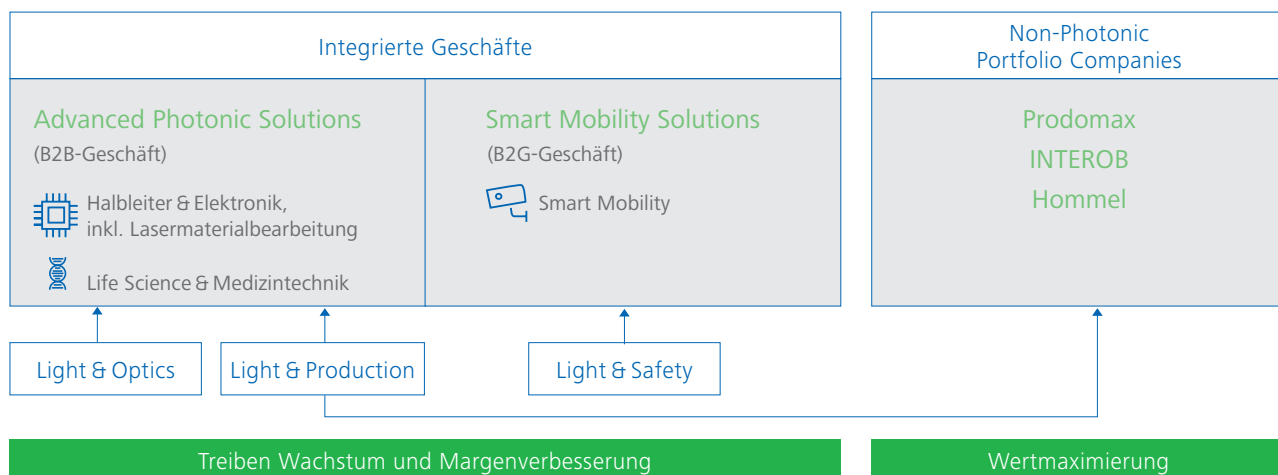 Integrierte Geschäfte
Non-Photonic
Portfolio Companies
Advanced Photonic Solutions
(B2B-Geschäft)
Halbleiter & Elektronik,
inkl. Lasermaterialbearbeitung
Life Science & Medizintechnik
Smart Mobility Solutions
(B2G-Geschäft)
Smart Mobility
Prodomax
INTEROB
Hommel
Light & Optics
Light & Production
Light & Safety
Treiben Wachstum und Margenverbesserung
Wertmaximierung